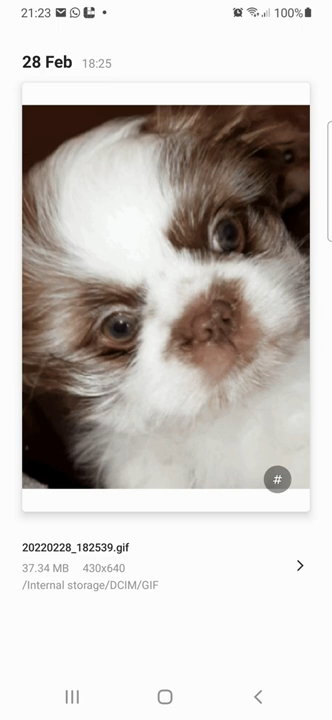 21:23 100%
28 Feb 18:25
#
20220228_182539.gif
37.34 MB 430x640
/Internal storage/DCIM/GIF